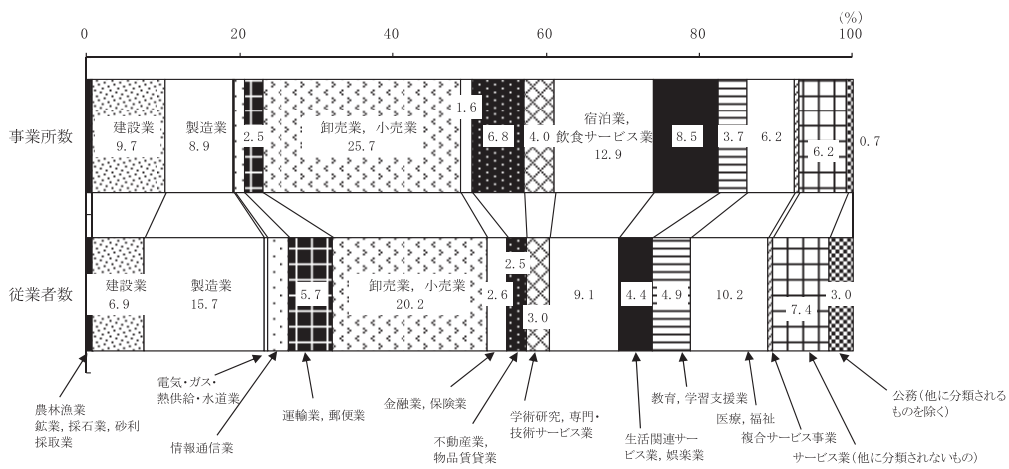 (%)
0 20 40 60 80 100
事業所数
建設業
9.7
製造業
8.9
2.5
卸売業, 小売業
25.7
1.6
6.8
4.0
宿泊業,
飲食サービス業
12.9
8.5
3.7
6.2
6.2
0.7
従業者数
建設業
6.9
製造業
15.7
5.7
卸売業, 小売業
20.2
2.6
2.5
3.0
9.1
4.4
4.9
10.2
7.4
3.0
農林漁業
鉱業, 採石業, 砂利
採取業
電気・ガス・
熱供給・水道業
情報通信業
運輸業, 郵便業
金融業, 保険業
不動産業,
物品賃貸業
学術研究, 専門・
技術サービス業
生活関連サー
ビス業, 娯楽業
教育, 学習支援業
医療, 福祉
複合サービス事業
サービス業(他に分類されないもの)
公務(他に分類される
ものを除く)